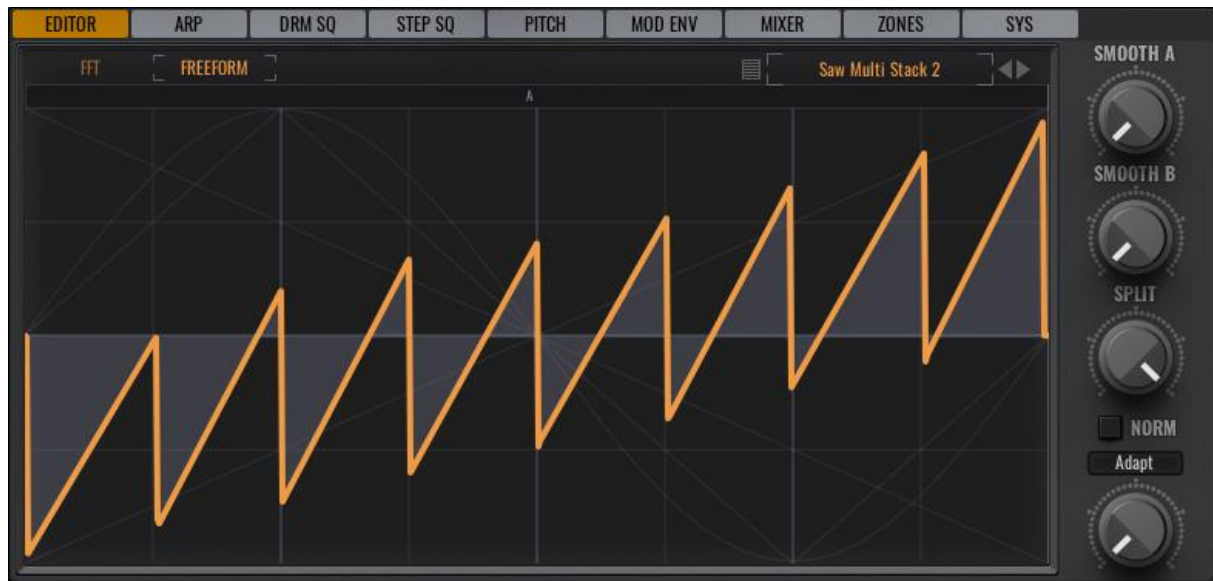 EDITOR ARP DRM SQ STEP SQ PITCH MOD ENV MIXER ZONES SYS
FFT FREEFORM Saw Multi Stack 2
A
SMOOTH A
SMOOTH B
SPLIT
NORM
Adapt